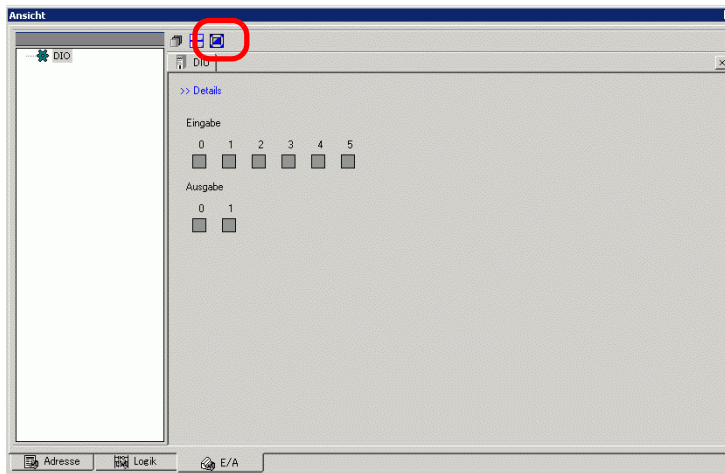 Ansicht
DIO
DIO
>> Details
Eingabe
0 1 2 3 4 5
Ausgabe
0 1
Adresse Logik E/A